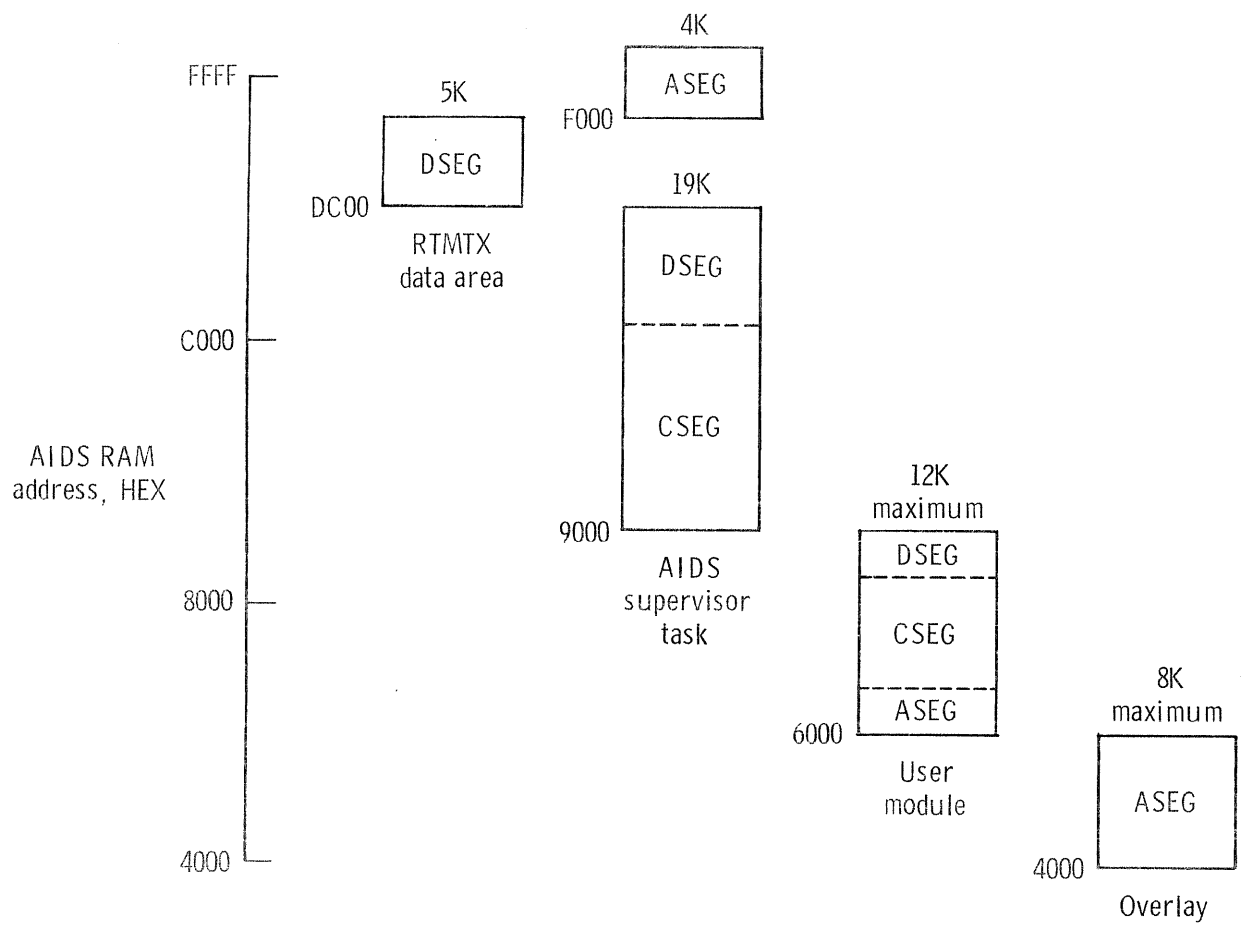 4K
FFFF
ASEG
5K
F000
DSEG
19K
DC00
RTMTX
data area
DSEG
C000
CSEG
AIDS RAM
address, HEX
12K
maximum
9000
DSEG
AIDS
supervisor
task
8000
CSEG
8K
maximum
ASEG
6000
User
module
ASEG
4000
4000
Overlay